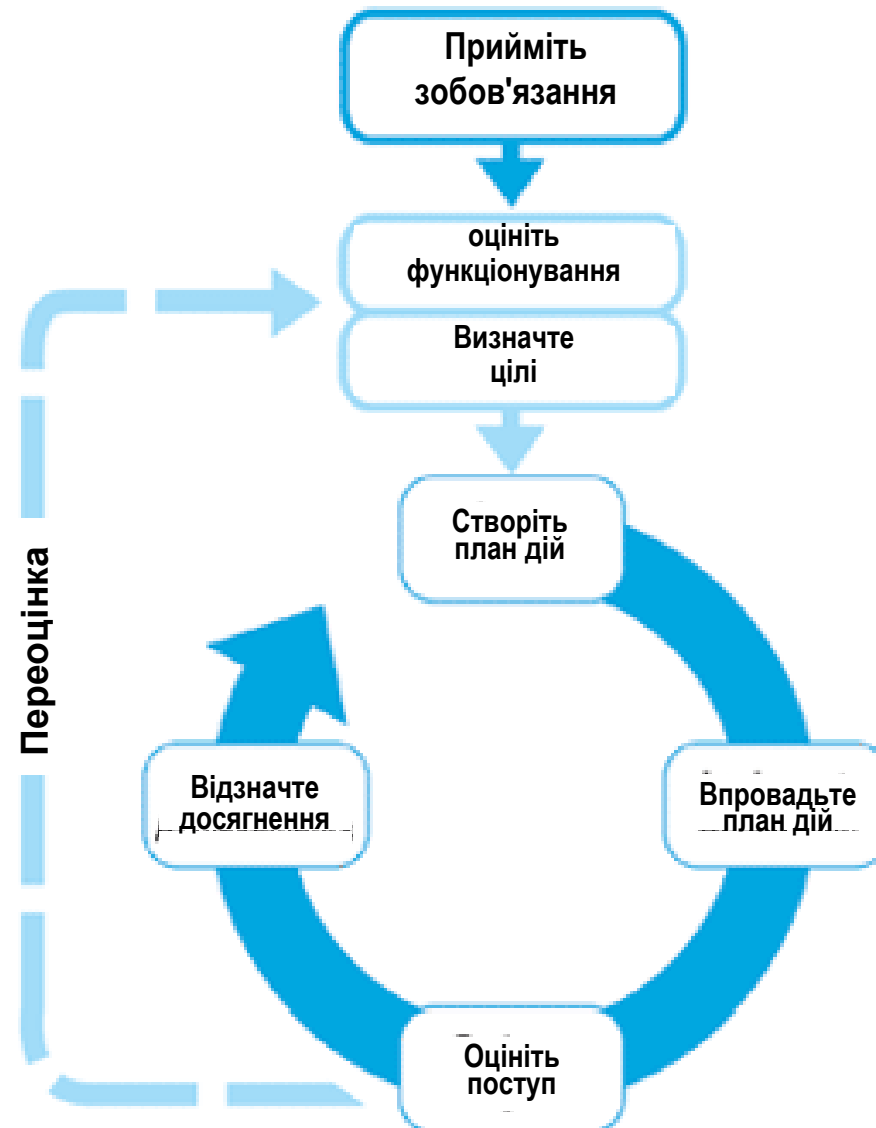 Прийміть
зобов'язання
оцініть
функціонування
Визначте
цілі
Створіть
план дій
Переоцінка
Відзначте
досягнення
Впровадьте
план дій
Оцініть
поступ